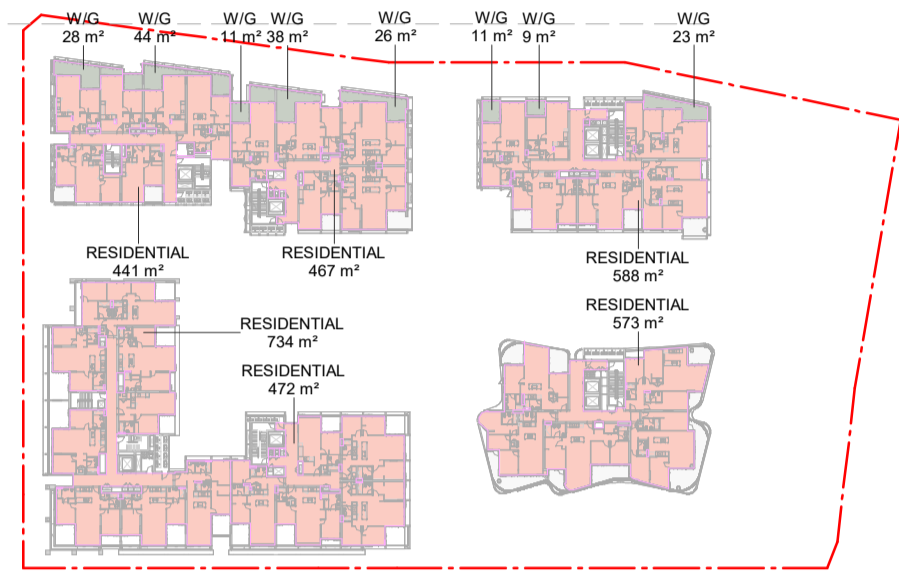 W/G
28 m²
W/G
44 m²
W/G
11 m²
W/G
38 m²
W/G
26 m²
W/G
11 m²
W/G
9 m²
W/G
23 m²
RESIDENTIAL
441 m²
RESIDENTIAL
467 m²
RESIDENTIAL
588 m²
RESIDENTIAL
573 m²
RESIDENTIAL
734 m²
RESIDENTIAL
472 m²